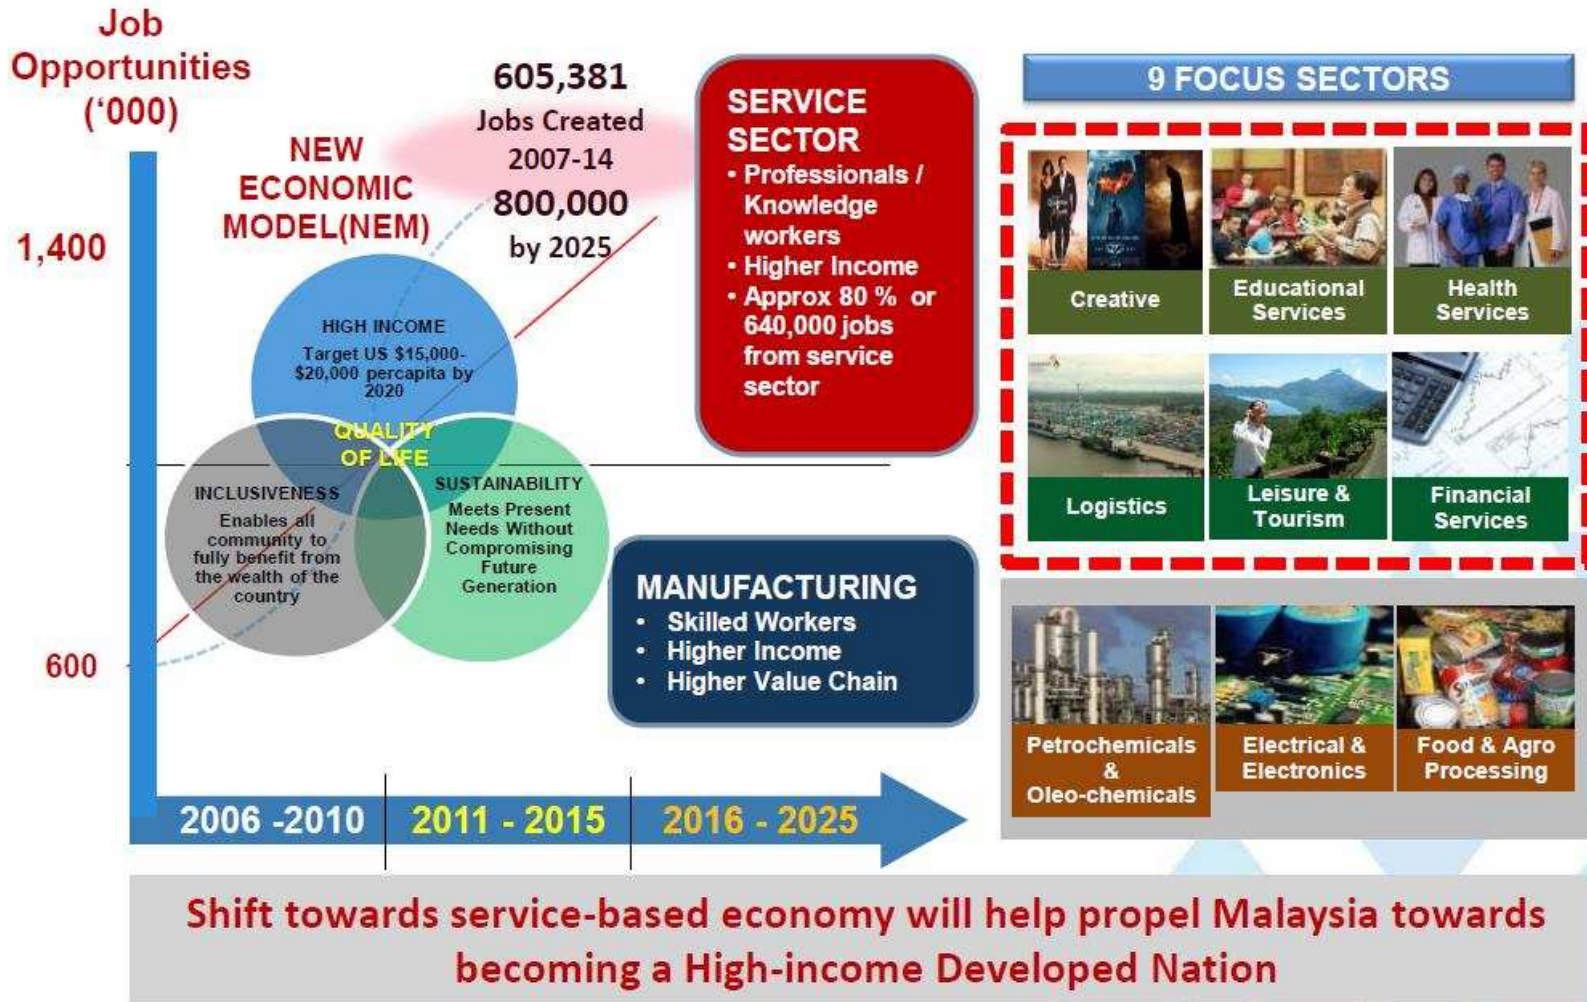 Job
Opportunities
(‘000)
1,400
600
NEW
ECONOMIC
MODEL(NEM)
605,381
Jobs Created
2007-14
800,000
by 2025
HIGH INCOME
Target US $15,000-
$20,000 percapita by
2020
QUALITY
OF LIFE
INCLUSIVENESS
Enables all
community to
fully benefit from
the wealth of the
country
SUSTAINABILITY
Meets Present
Needs Without
Compromising
Future
Generation
SERVICE
SECTOR
• Professionals /
Knowledge
workers
• Higher Income
• Approx 80 % or
640,000 jobs
from service
sector
MANUFACTURING
• Skilled Workers
• Higher Income
• Higher Value Chain
2006 -2010
2011 - 2015
2016 - 2025
9 FOCUS SECTORS
Creative
Educational
Services
Health
Services
Logistics
Leisure &
Tourism
Financial
Services
Petrochemicals
&
Oleo-chemicals
Electrical &
Electronics
Food & Agro
Processing
Shift towards service-based economy will help propel Malaysia towards
becoming a High-income Developed Nation